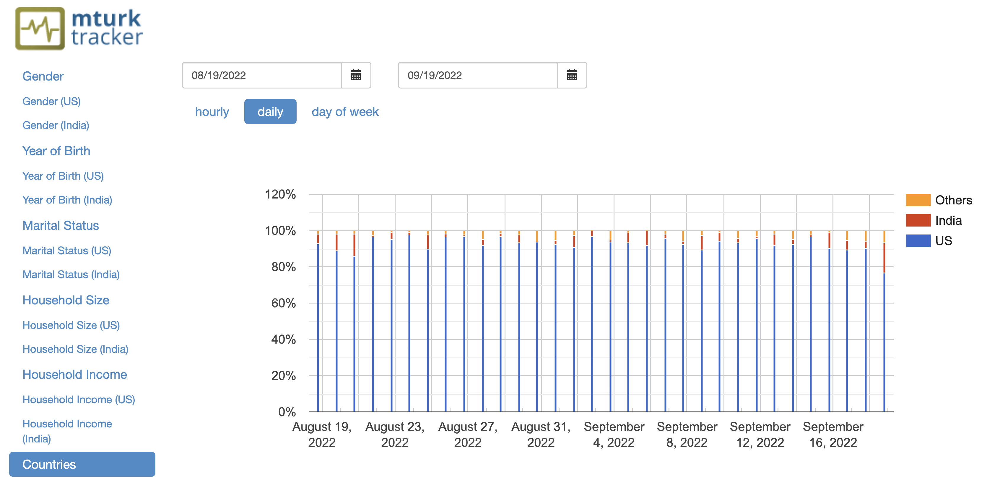 mturk
tracker
Gender
Gender (US)
Gender (India)
Year of Birth
Year of Birth (US)
Year of Birth (India)
Marital Status
Marital Status (US)
Marital Status (India)
Household Size
Household Size (US)
Household Size (India)
Household Income
Household Income (US)
Household Income
(India)
Countries
08/19/2022
09/19/2022
hourly
daily
day of week
120%
100%
80%
60%
40%
20%
0%
August 19,
2022
August 23,
2022
August 27,
2022
August 31,
2022
September
4, 2022
September
8, 2022
September
12, 2022
September
16, 2022
Others
India
US